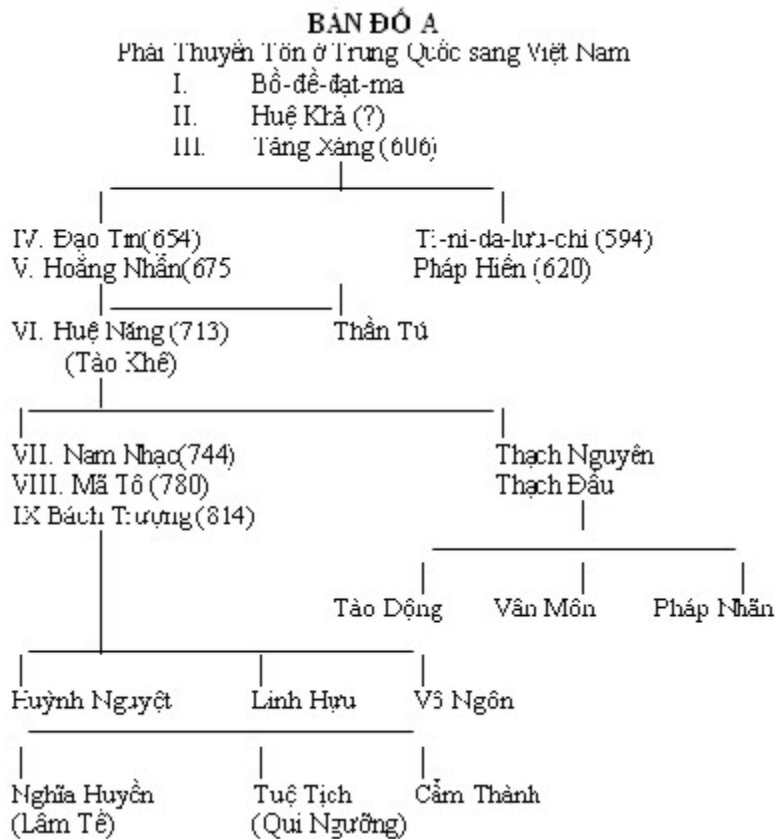 BẢN ĐỒ A
Phái Thuyền Tôn ở Trung Quốc sang Việt Nam
I. Bồ-đề-đạt-ma
II. Huệ Khả (?)
III. Tăng Xáng (606)
IV. Đạo Tín(654) Tì-ni-đa-lưu-chi (594)
V. Hoằng Nhẫn(675 Pháp Hiền (620)
VI. Huệ Năng (713) Thần Tú
(Tào Khê)
VII. Nam Nhạc(744) Thạch Nguyên
VIII. Mã Tổ (780) Thạch Đầu
IX Bách Trượng (814)
Tào Dộng Vân Môn Pháp Nhãn
Huỳnh Nguyệt Linh Hựu Vô Ngôn
Nghĩa Huyền Tuệ Tịch Cảm Thành
(Lâm Tế) (Qui Ngưỡng)